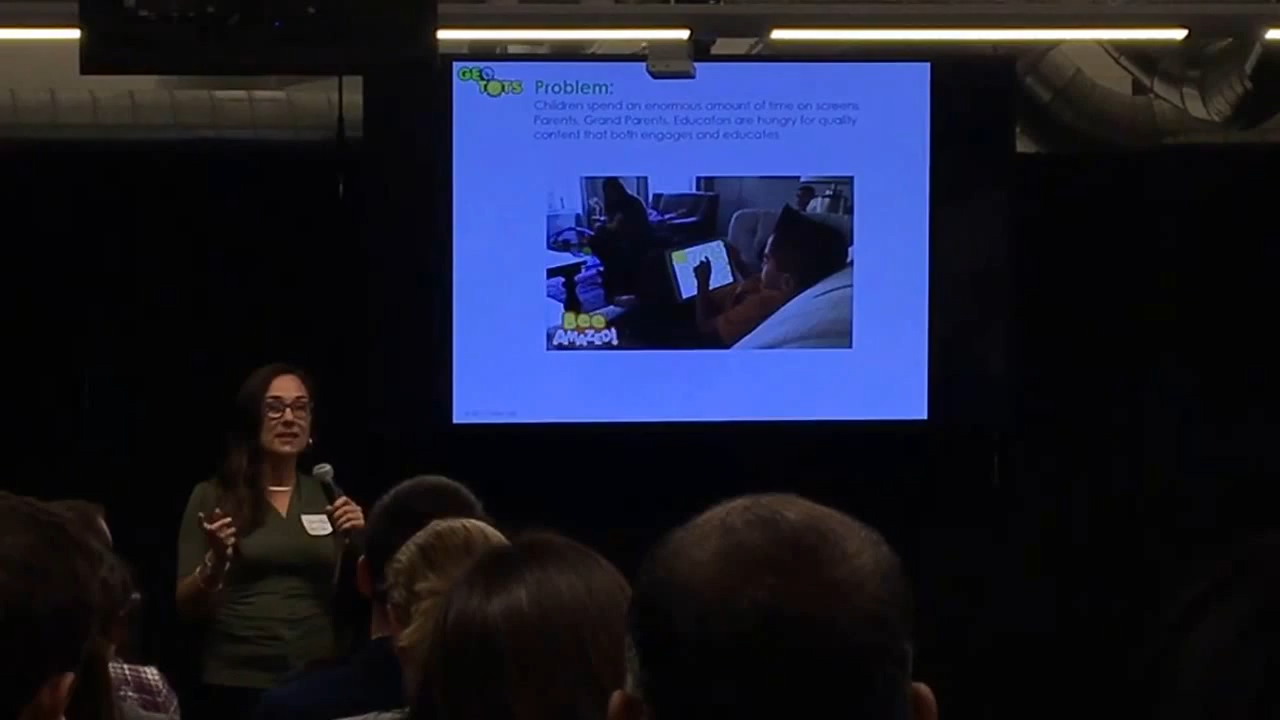 GEO
TOTS
Problem:
Children spend an enormous amount of time on screens.
Parents, Grand Parents, Educators are hungry for quality
content that both engages and educates.
Bee
AMAZED!